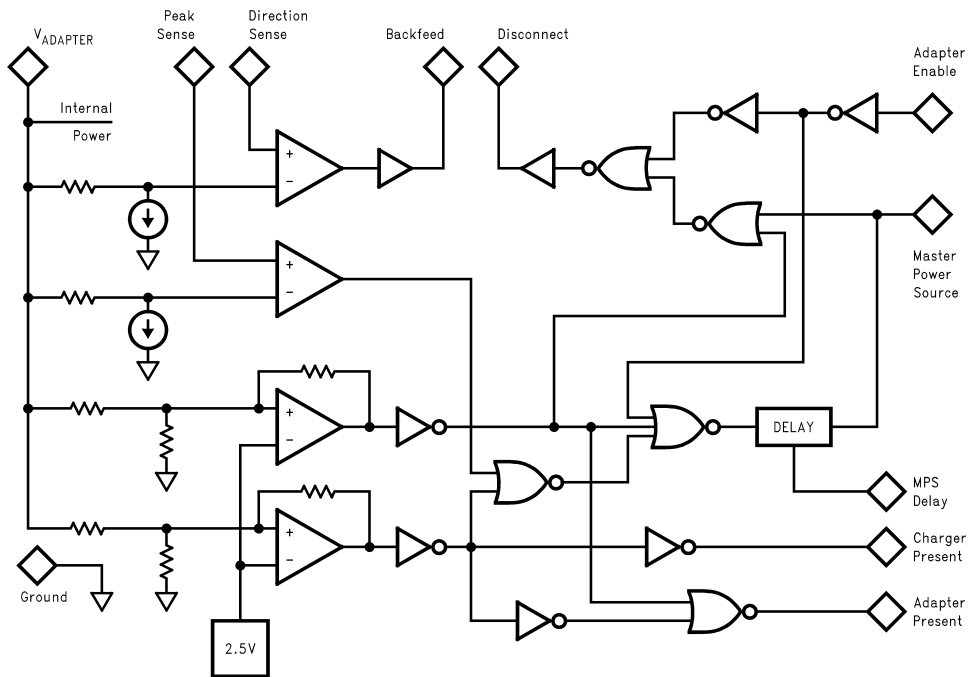 V_ADAPTER
Peak
Sense
Direction
Sense
Backfeed
Disconnect
Adapter
Enable
Internal
Power
+
−
Master
Power
Source
+
−
+
−
DELAY
MPS
Delay
+
−
Charger
Present
Ground
Adapter
Present
2.5V